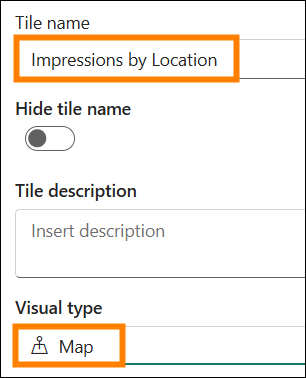 Tile name
Impressions by Location
Hide tile name
Tile description
Insert description
Visual type
Map